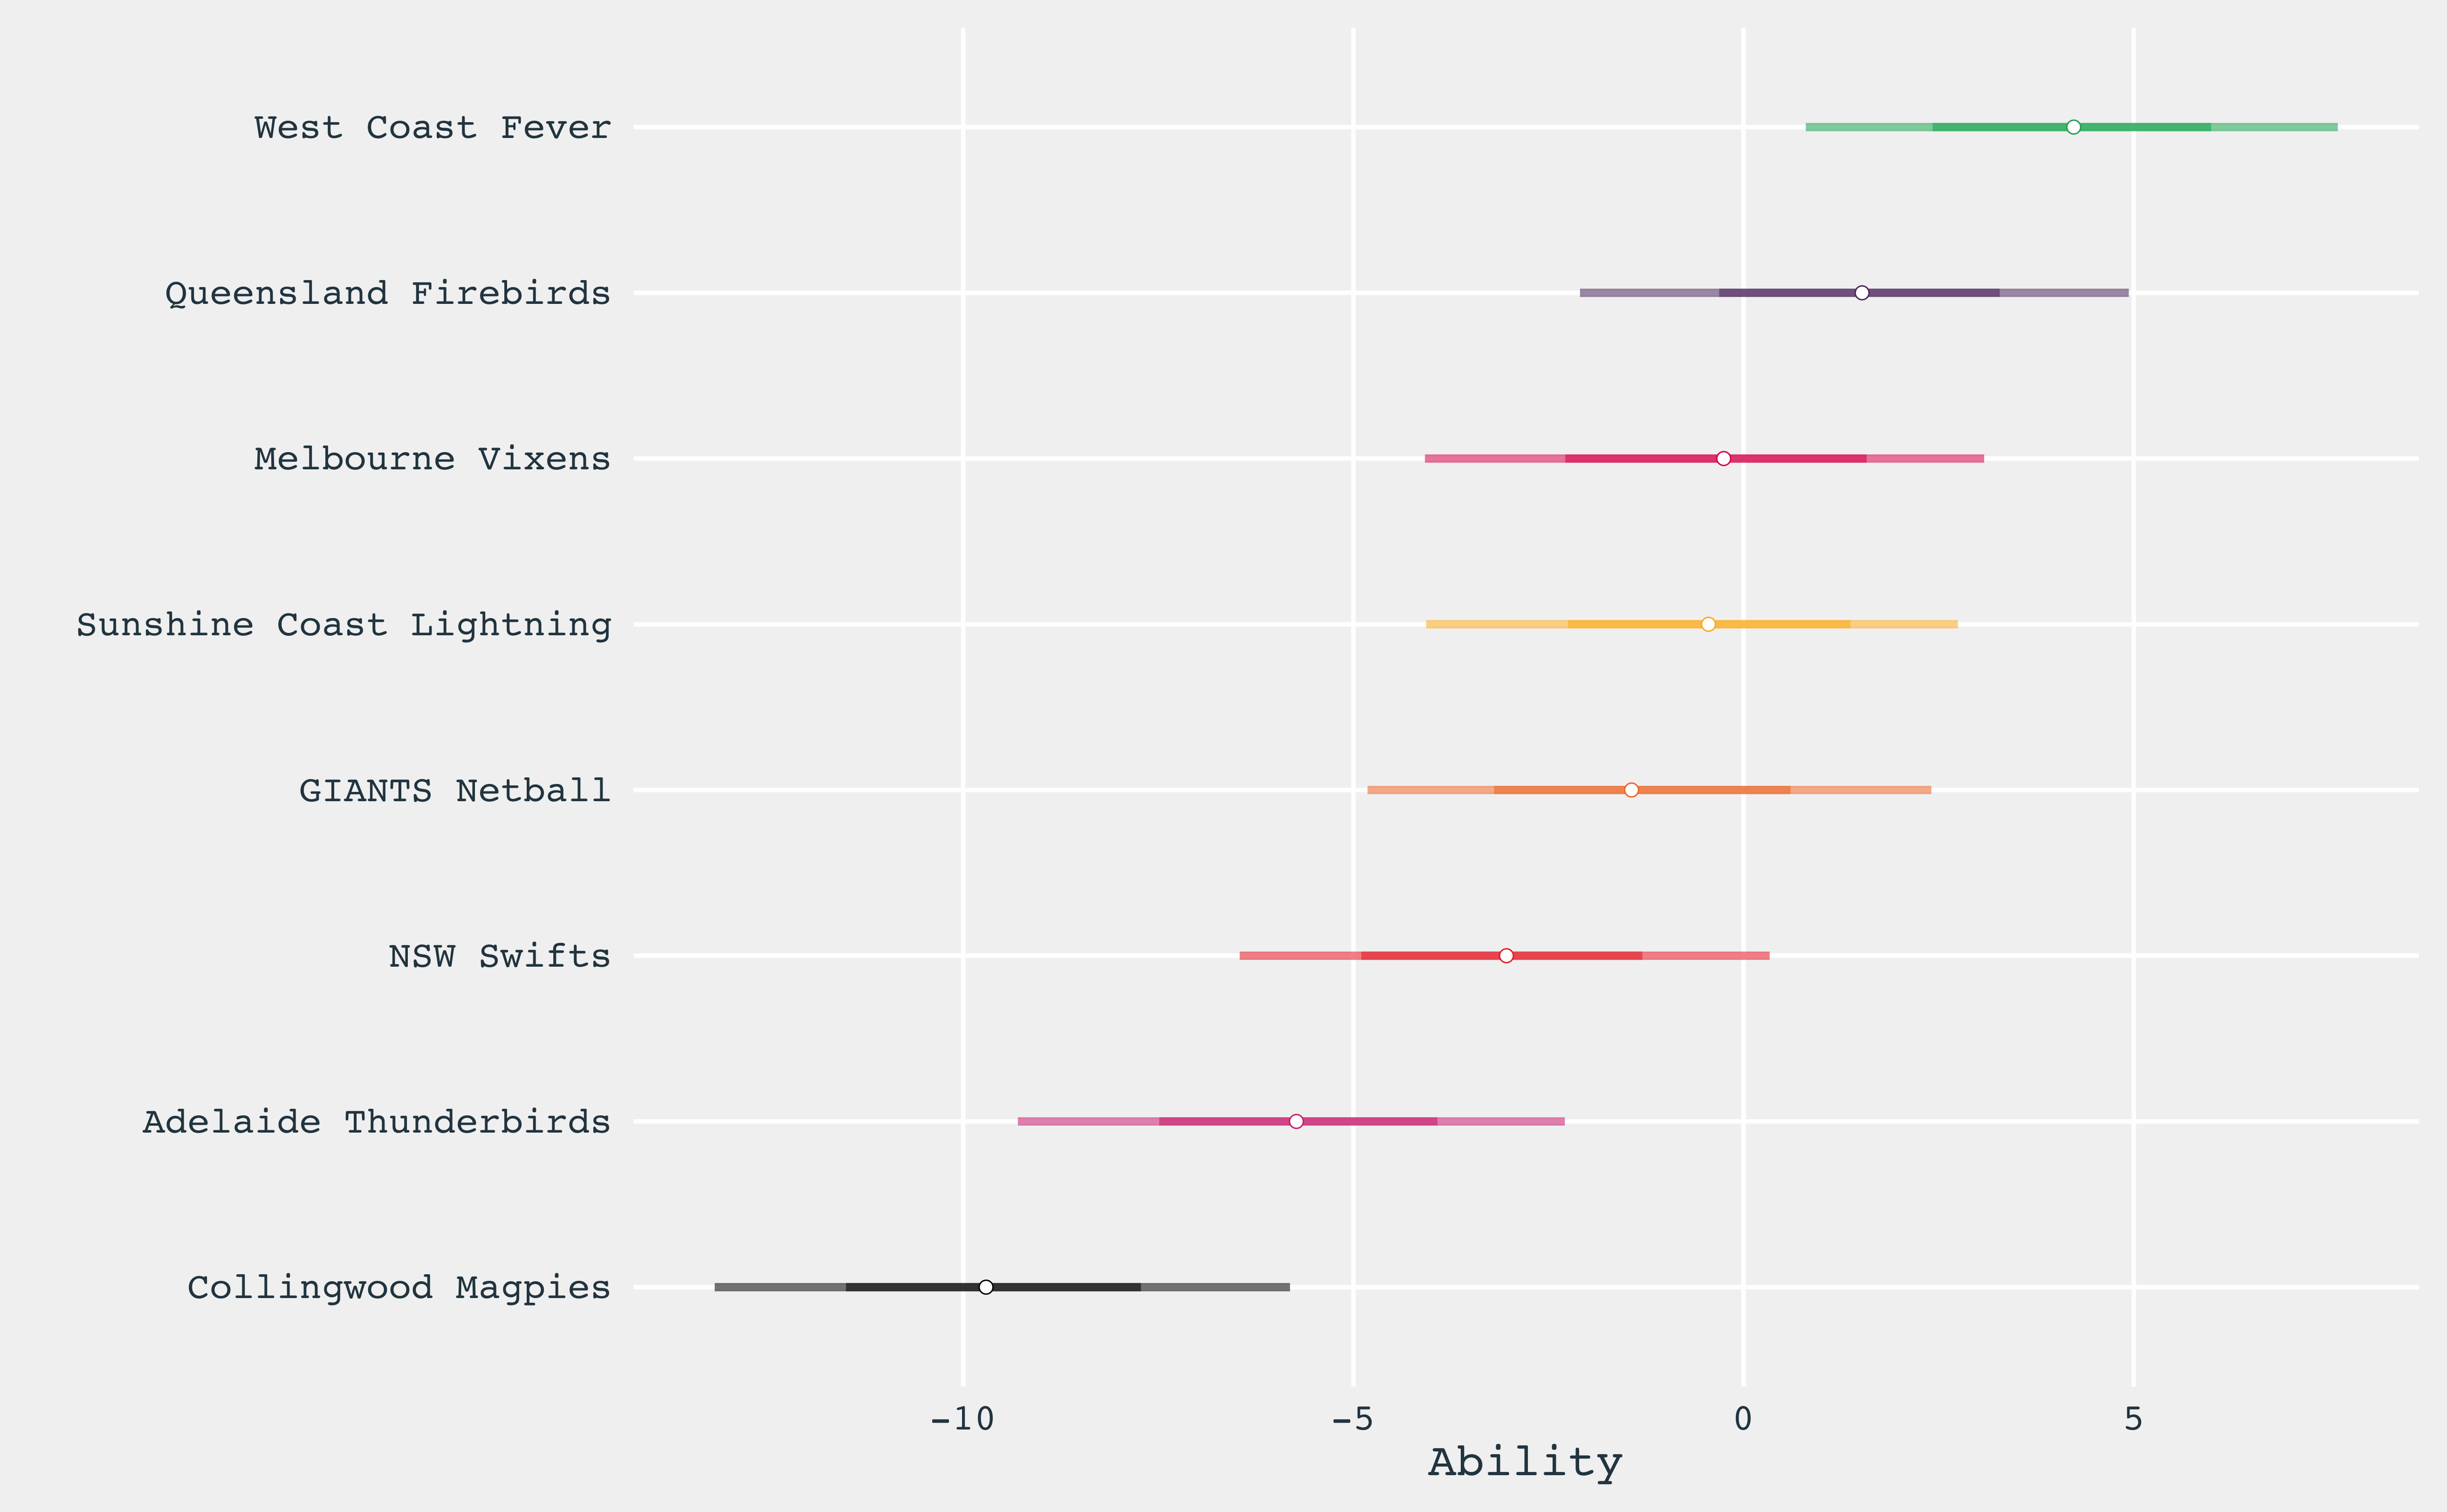 West Coast Fever
Queensland Firebirds
Melbourne Vixens
Sunshine Coast Lightning
GIANTS Netball
NSW Swifts
Adelaide Thunderbirds
Collingwood Magpies
-10 -5 0 5
Ability